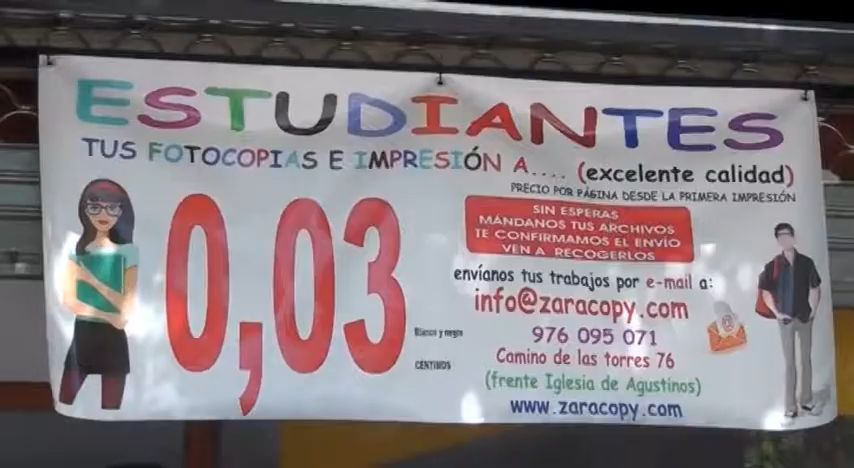 ESTUDIANTES
TUS FOTOCOPIAS E IMPRESIÓN A.... (excelente calidad)
PRECIO POR PÁGINA DESDE LA PRIMERA IMPRESIÓN
0,03
Blanco y negro
CENTIMOS
SIN ESPERAS
MÁNDANOS TUS ARCHIVOS
TE CONFIRMAMOS EL ENVÍO
VEN A RECOGERLOS
envíanos tus trabajos por e-mail a:
info@zaracopy.com
976 095 071
Camino de las torres 76
(frente Iglesia de Agustinos)
www.zaracopy.com